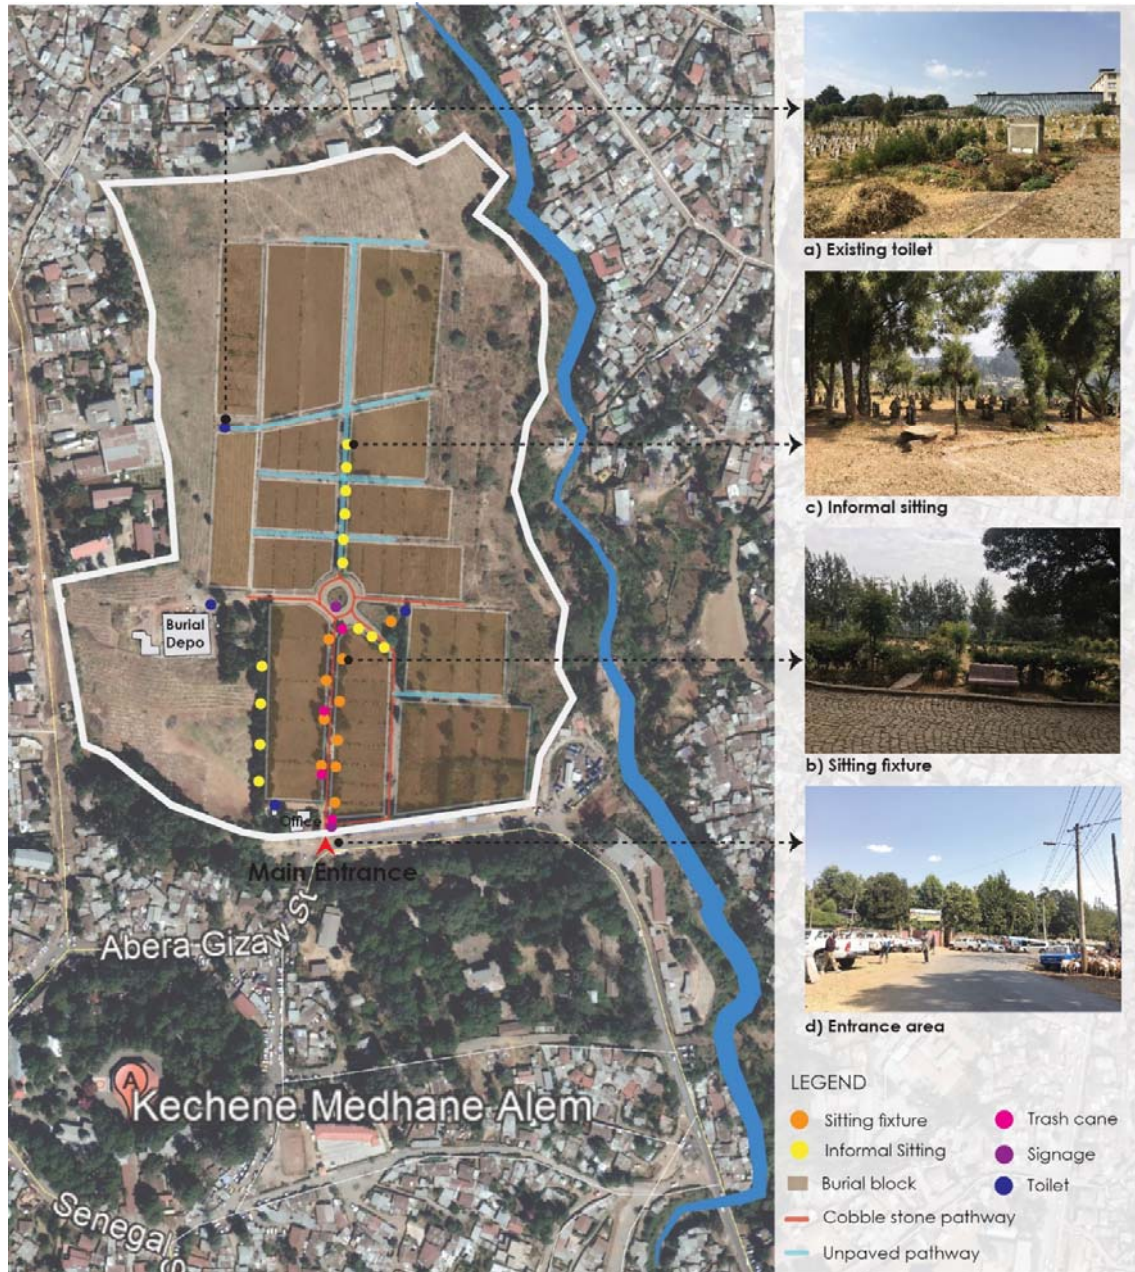 a) Existing toilet
c) Informal sitting
Burial
Depo
b) Sitting fixture
Office
Main Entrance
Abera Gizaw St
d) Entrance area
A
Kechene Medhane Alem
Senegal S
LEGEND
Sitting fixture
Trash cane
Informal Sitting
Signage
Burial block
Toilet
Cobble stone pathway
Unpaved pathway